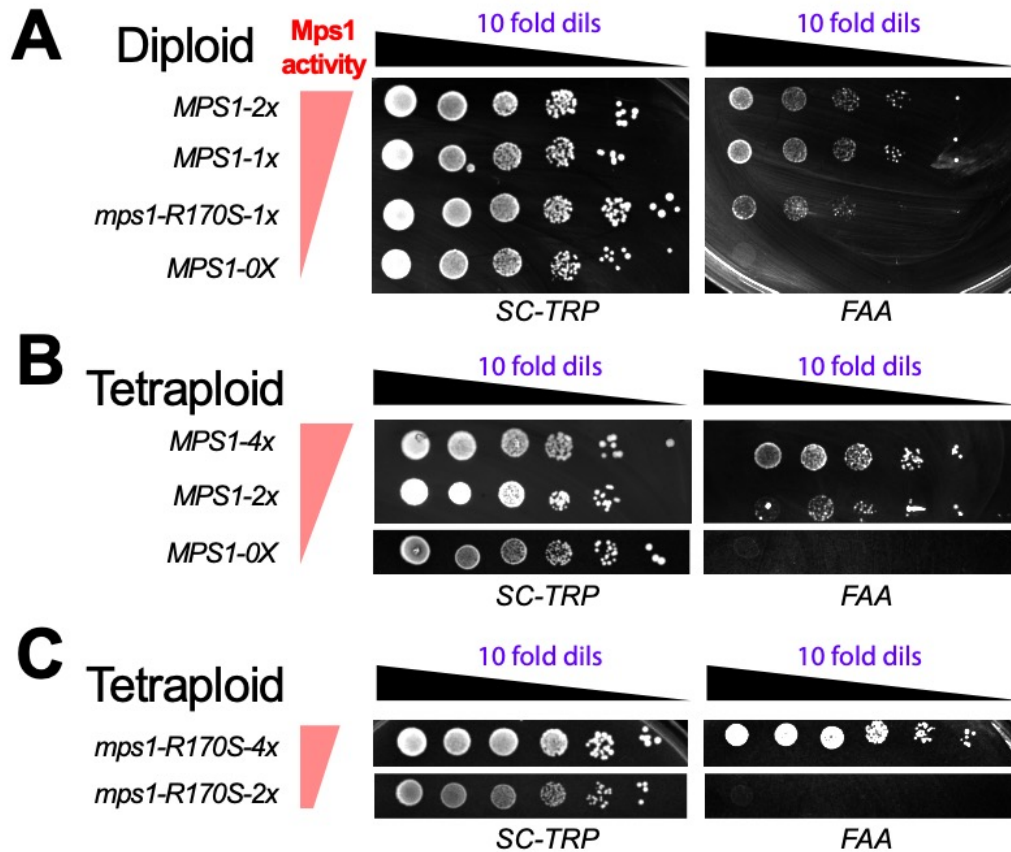 A
Diploid
Mps1
activity
10 fold dils
10 fold dils
MPS1-2x
MPS1-1x
mps1-R170S-1x
MPS1-0X
SC-TRP
FAA
B
Tetraploid
10 fold dils
10 fold dils
MPS1-4x
MPS1-2x
MPS1-0X
SC-TRP
FAA
C
Tetraploid
10 fold dils
10 fold dils
mps1-R170S-4x
mps1-R170S-2x
SC-TRP
FAA